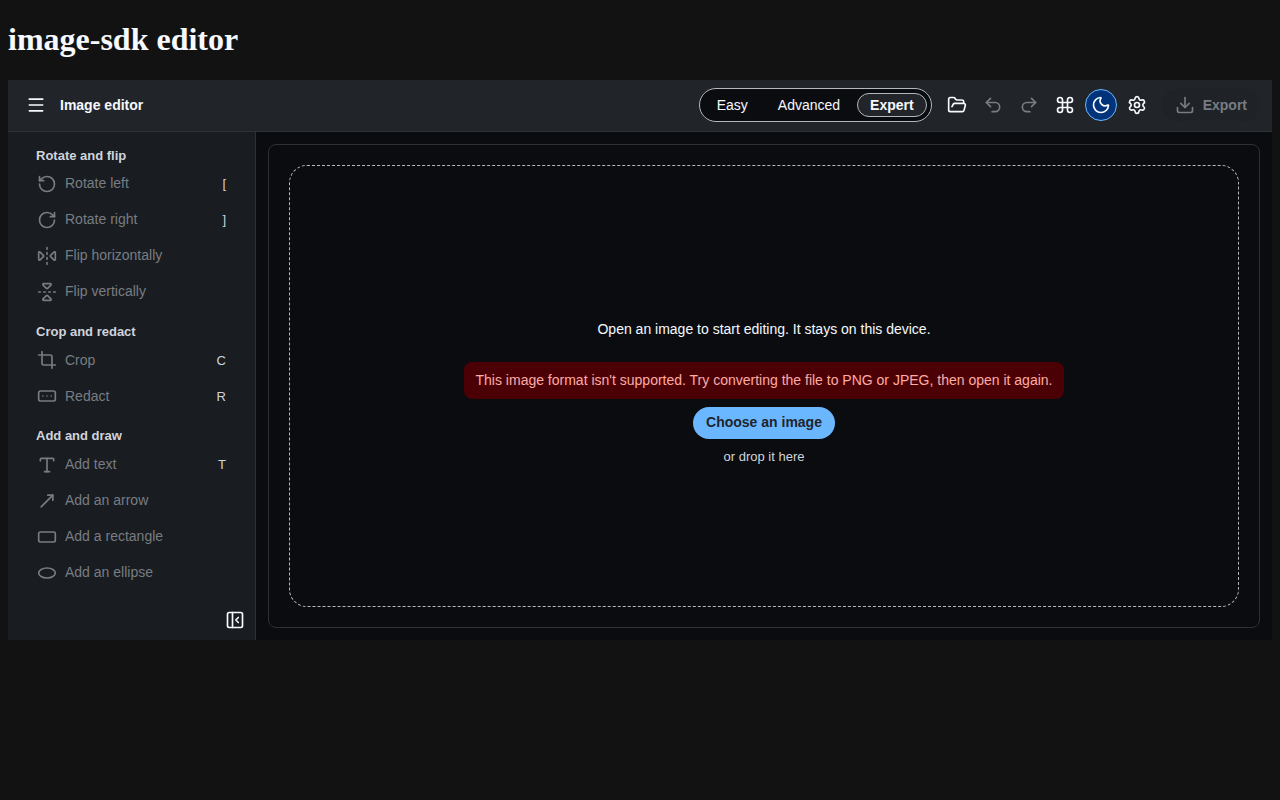 image-sdk editor
Image editor
Easy Advanced Expert
Export
Rotate and flip
Rotate left [
Rotate right ]
Flip horizontally
Flip vertically
Crop and redact
Crop C
Redact R
Add and draw
Add text T
Add an arrow
Add a rectangle
Add an ellipse
Open an image to start editing. It stays on this device.
This image format isn't supported. Try converting the file to PNG or JPEG, then open it again.
Choose an image
or drop it here